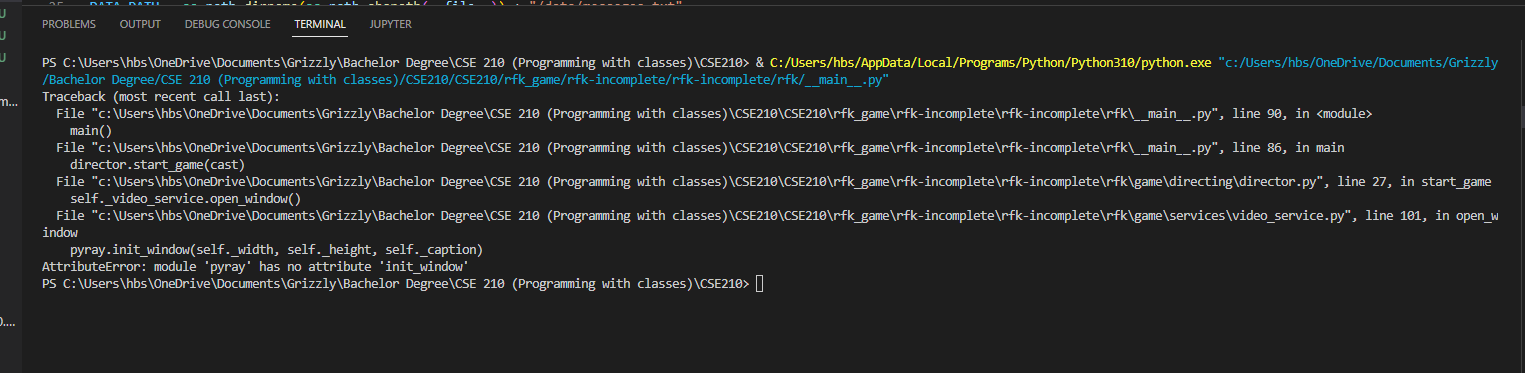 25 DATA_PATH
PROBLEMS OUTPUT DEBUG CONSOLE TERMINAL JUPYTER
PS C:\Users\hbs\OneDrive\Documents\Grizzly\Bachelor Degree\CSE 210 (Programming with classes)\CSE210> & C:/Users/hbs/AppData/Local/Programs/Python/Python310/python.exe "c:/Users/hbs/OneDrive/Documents/Grizzly
/Bachelor Degree/CSE 210 (Programming with classes)/CSE210/CSE210/rfk_game/rfk-incomplete/rfk-incomplete/rfk/__main__.py"
Traceback (most recent call last):
File "c:\Users\hbs\OneDrive\Documents\Grizzly\Bachelor Degree\CSE 210 (Programming with classes)\CSE210\CSE210\rfk_game\rfk-incomplete\rfk-incomplete\rfk\__main__.py", line 90, in <module>
main()
File "c:\Users\hbs\OneDrive\Documents\Grizzly\Bachelor Degree\CSE 210 (Programming with classes)\CSE210\CSE210\rfk_game\rfk-incomplete\rfk-incomplete\rfk\__main__.py", line 86, in main
director.start_game(cast)
File "c:\Users\hbs\OneDrive\Documents\Grizzly\Bachelor Degree\CSE 210 (Programming with classes)\CSE210\CSE210\rfk_game\rfk-incomplete\rfk-incomplete\rfk\game\directing\director.py", line 27, in start_game
self._video_service.open_window()
File "c:\Users\hbs\OneDrive\Documents\Grizzly\Bachelor Degree\CSE 210 (Programming with classes)\CSE210\CSE210\rfk_game\rfk-incomplete\rfk-incomplete\rfk\game\services\video_service.py", line 101, in open_w
indow
pyray.init_window(self._width, self._height, self._caption)
AttributeError: module 'pyray' has no attribute 'init_window'
PS C:\Users\hbs\OneDrive\Documents\Grizzly\Bachelor Degree\CSE 210 (Programming with classes)\CSE210>